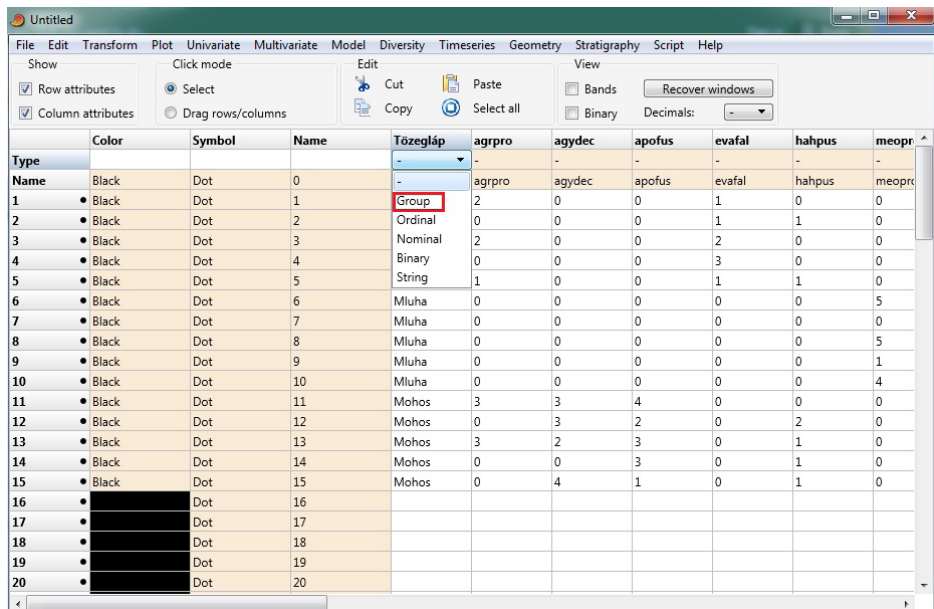 Untitled
File Edit Transform Plot Univariate Multivariate Model Diversity Timeseries Geometry Stratigraphy Script Help
Show Click mode Edit View
Row attributes Select Cut Paste Bands Recover windows
Column attributes Drag rows/columns Copy Select all Binary Decimals: -
Color Symbol Name Tőzegláp agrpro agydec apofus evafal hahpus meopr
Type - - - - - - -
Name Black Dot 0 - agrpro agydec apofus evafal hahpus meopro
1 Black Dot 1 Group 2 0 0 1 0 0
2 Black Dot 2 Ordinal 0 0 0 1 1 0
3 Black Dot 3 Nominal 2 0 0 2 0 0
4 Black Dot 4 Binary 0 0 0 3 0 0
5 Black Dot 5 String 1 0 0 1 1 0
6 Black Dot 6 Mluha 0 0 0 0 0 5
7 Black Dot 7 Mluha 0 0 0 0 0 0
8 Black Dot 8 Mluha 0 0 0 0 0 5
9 Black Dot 9 Mluha 0 0 0 0 0 1
10 Black Dot 10 Mluha 0 0 0 0 0 4
11 Black Dot 11 Mohos 3 3 4 0 0 0
12 Black Dot 12 Mohos 0 3 2 0 2 0
13 Black Dot 13 Mohos 3 2 3 0 1 0
14 Black Dot 14 Mohos 0 0 3 0 1 0
15 Black Dot 15 Mohos 0 4 1 0 1 0
16 Dot 16
17 Dot 17
18 Dot 18
19 Dot 19
20 Dot 20